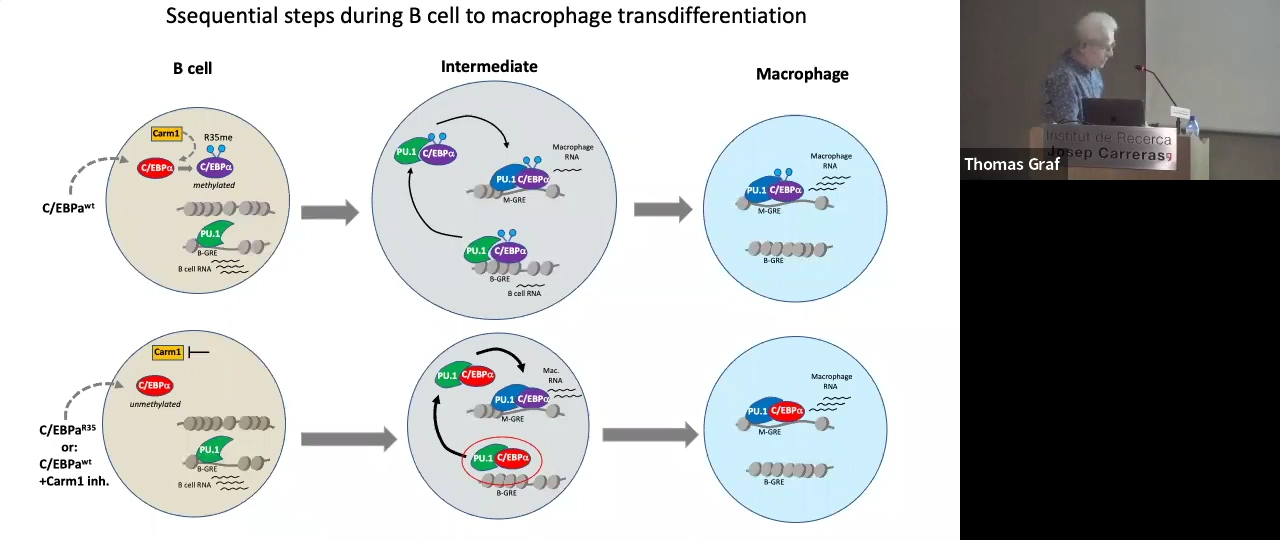 Ssequential steps during B cell to macrophage transdifferentiation
B cell
Intermediate
Macrophage
Carm1
R35me
C/EBPα
C/EBPα
methylated
C/EBPa^wt
PU.1
B-GRE
B cell RNA
PU.1
C/EBPα
Macrophage
RNA
PU.1
C/EBPα
M-GRE
PU.1
C/EBPα
B-GRE
B cell RNA
Macrophage
RNA
PU.1
C/EBPα
M-GRE
B-GRE
Carm1
C/EBPα
unmethylated
C/EBPa^R35
or:
C/EBPa^wt
+Carm1 inh.
PU.1
B-GRE
B cell RNA
PU.1
C/EBPα
Mac.
RNA
PU.1
C/EBPα
M-GRE
PU.1
C/EBPα
B-GRE
Macrophage
RNA
PU.1
C/EBPα
M-GRE
B-GRE
Institut de Recerca
Josep Carreras
Thomas Graf